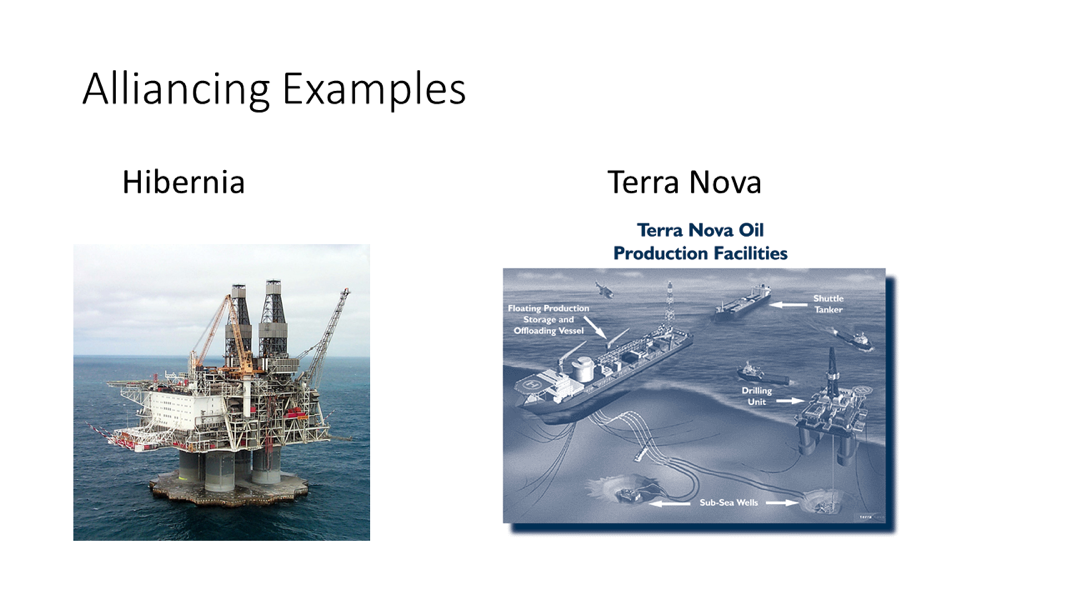 Alliancing Examples
Hibernia
Terra Nova
Terra Nova Oil
Production Facilities
Floating Production
Storage and
Offloading Vessel
Shuttle
Tanker
Drilling
Unit
Sub-Sea Wells